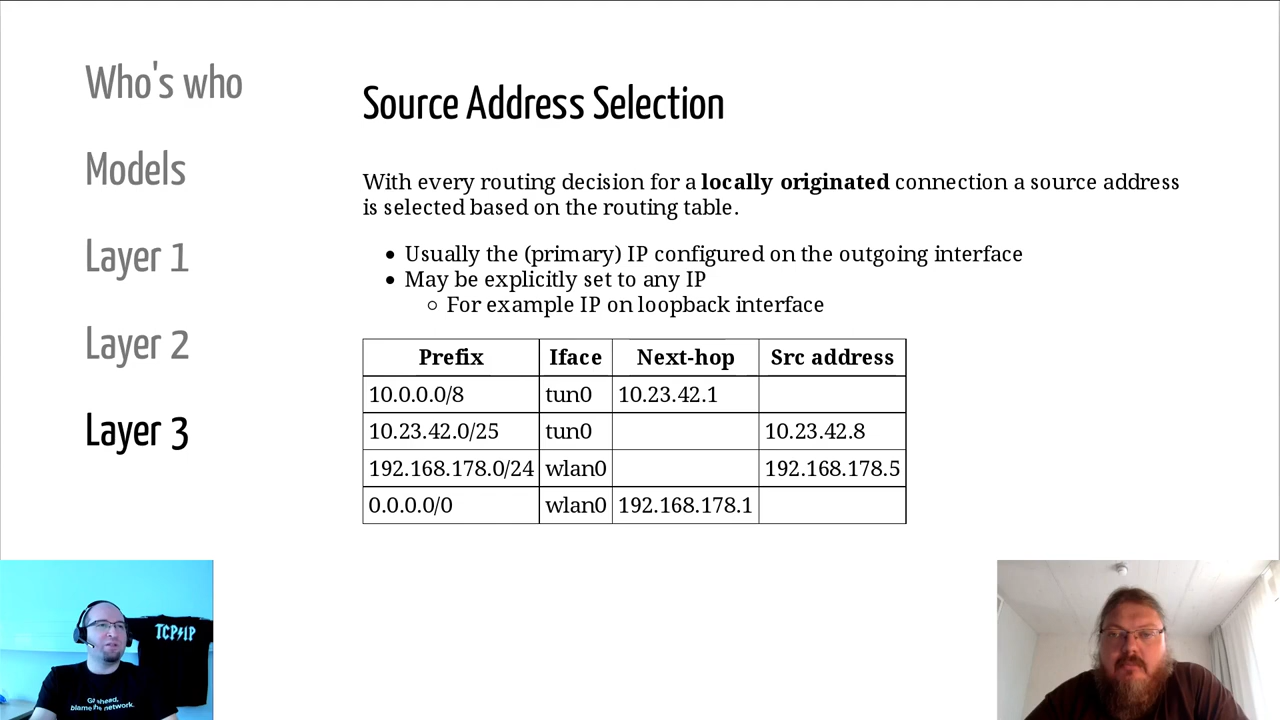 Who's who
Models
Layer 1
Layer 2
Layer 3
Source Address Selection
With every routing decision for a locally originated connection a source address
is selected based on the routing table.
• Usually the (primary) IP configured on the outgoing interface
• May be explicitly set to any IP
○ For example IP on loopback interface
Prefix Iface Next-hop Src address
10.0.0.0/8 tun0 10.23.42.1
10.23.42.0/25 tun0 10.23.42.8
192.168.178.0/24 wlan0 192.168.178.5
0.0.0.0/0 wlan0 192.168.178.1
TCP⚡IP
Go ahead,
blame the network.